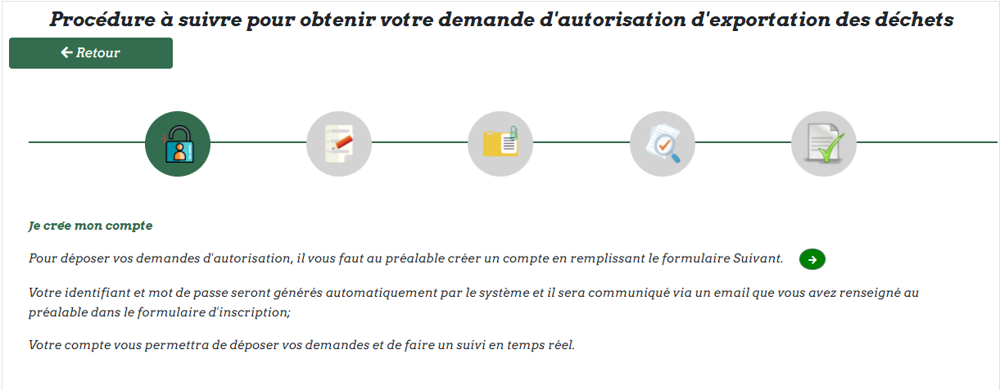 Procédure à suivre pour obtenir votre demande d'autorisation d'exportation des déchets
Retour
Je crée mon compte
Pour déposer vos demandes d'autorisation, il vous faut au préalable créer un compte en remplissant le formulaire Suivant.
Votre identifiant et mot de passe seront générés automatiquement par le système et il sera communiqué via un email que vous avez renseigné au
préalable dans le formulaire d'inscription;
Votre compte vous permettra de déposer vos demandes et de faire un suivi en temps réel.